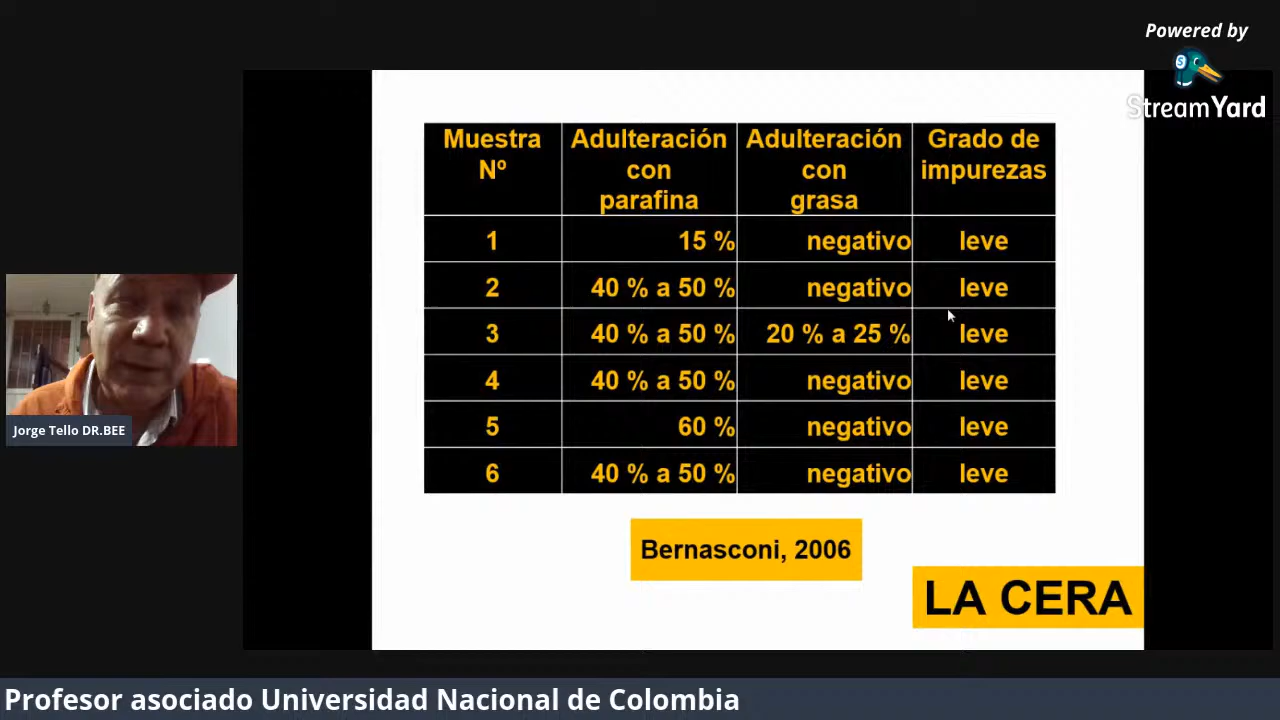 Powered by
StreamYard
Muestra Nº | Adulteración con parafina | Adulteración con grasa | Grado de impurezas
1 | 15 % | negativo | leve
2 | 40 % a 50 % | negativo | leve
3 | 40 % a 50 % | 20 % a 25 % | leve
4 | 40 % a 50 % | negativo | leve
5 | 60 % | negativo | leve
6 | 40 % a 50 % | negativo | leve
Bernasconi, 2006
LA CERA
Jorge Tello DR.BEE
Profesor asociado Universidad Nacional de Colombia